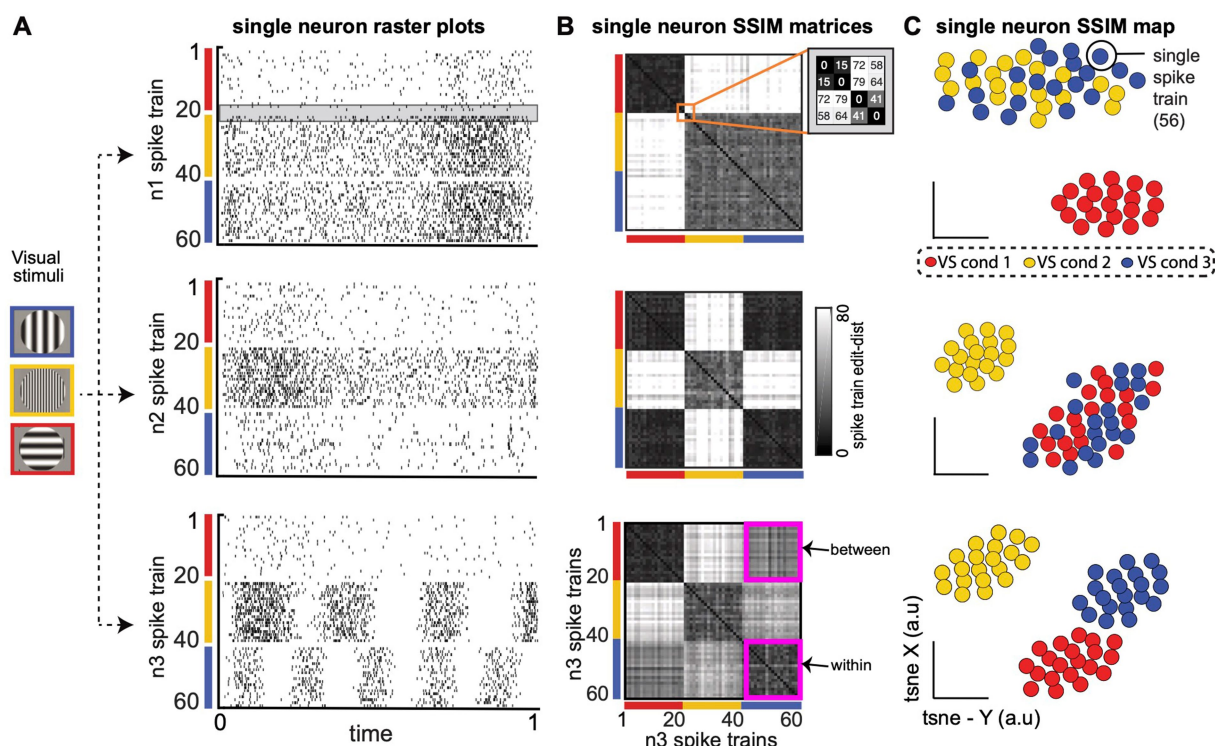 A
single neuron raster plots
B
single neuron SSIM matrices
C
single neuron SSIM map
Visual
stimuli
n1 spike train
1
20
40
60
n2 spike train
1
20
40
60
n3 spike train
1
20
40
60
0
1
time
0 15 72 58
15 0 79 64
72 79 0 41
58 64 41 0
80
0
spike train edit-dist
n3 spike trains
1
20
40
60
between
within
1 20 40 60
n3 spike trains
single
spike
train
(56)
VS cond 1 VS cond 2 VS cond 3
tsne X (a.u)
tsne - Y (a.u)